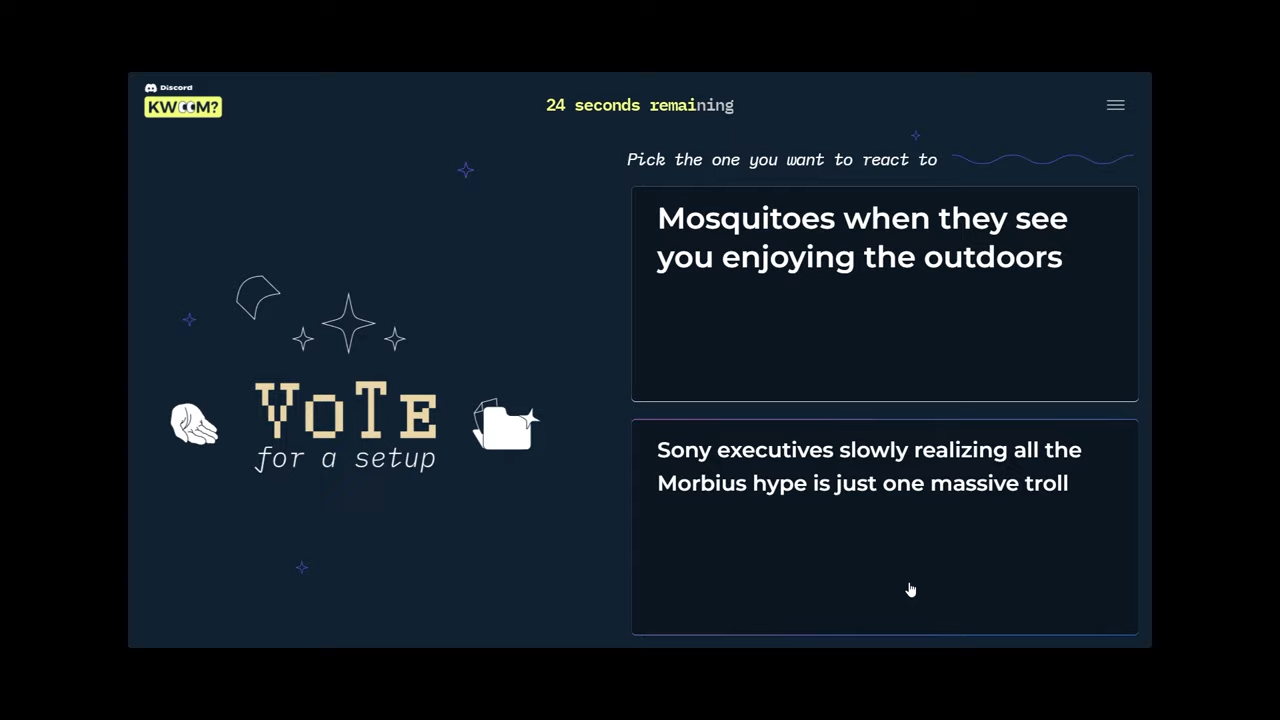 Discord
KWOOM?
24 seconds remaining
Pick the one you want to react to
Mosquitoes when they see
you enjoying the outdoors
VoTE
for a setup
Sony executives slowly realizing all the
Morbius hype is just one massive troll